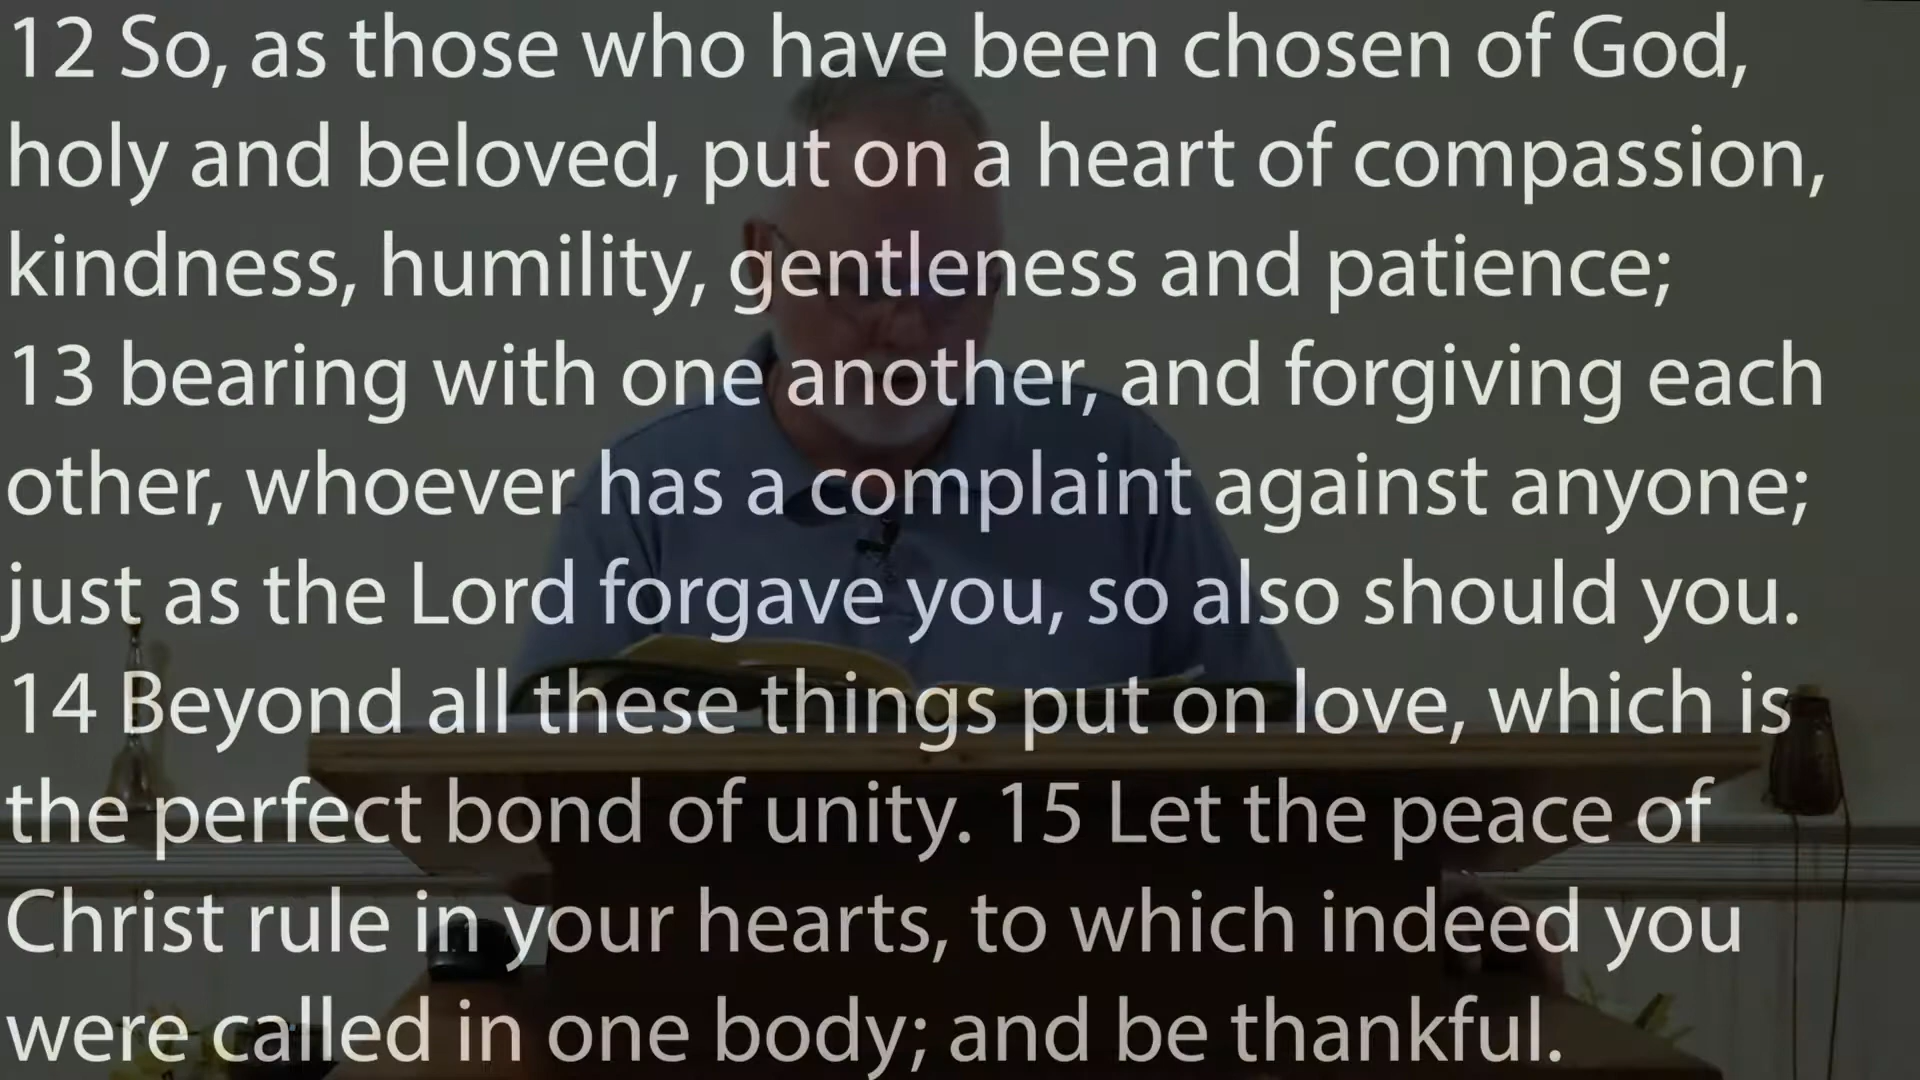 12 So, as those who have been chosen of God,
holy and beloved, put on a heart of compassion,
kindness, humility, gentleness and patience;
13 bearing with one another, and forgiving each
other, whoever has a complaint against anyone;
just as the Lord forgave you, so also should you.
14 Beyond all these things put on love, which is
the perfect bond of unity. 15 Let the peace of
Christ rule in your hearts, to which indeed you
were called in one body; and be thankful.